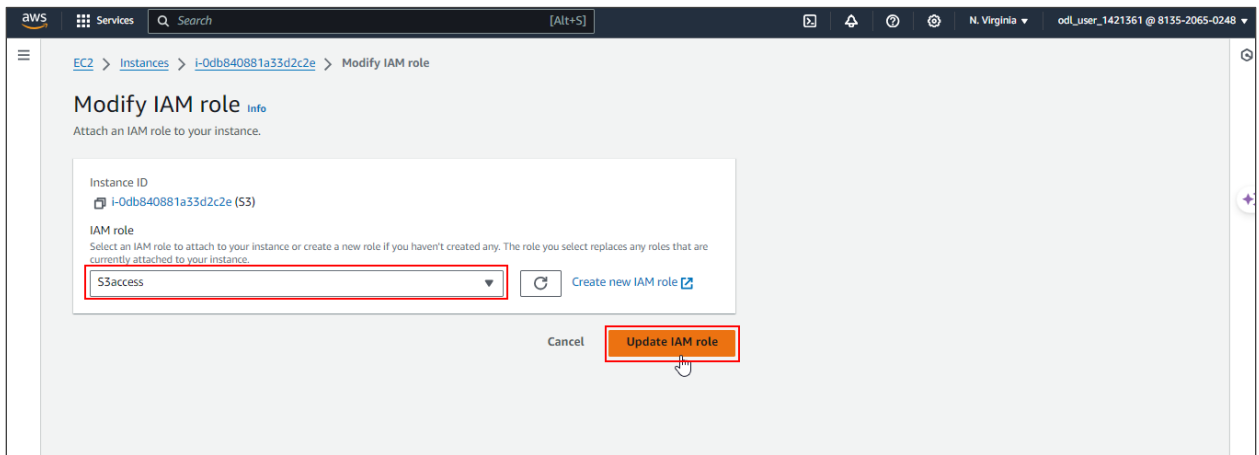 aws Services Search [Alt+S] N. Virginia odl_user_1421361 @ 8135-2065-0248
EC2 > Instances > i-0db840881a33d2c2e > Modify IAM role
Modify IAM role Info
Attach an IAM role to your instance.
Instance ID
i-0db840881a33d2c2e (S3)
IAM role
Select an IAM role to attach to your instance or create a new role if you haven't created any. The role you select replaces any roles that are
currently attached to your instance.
S3access Create new IAM role
Cancel Update IAM role